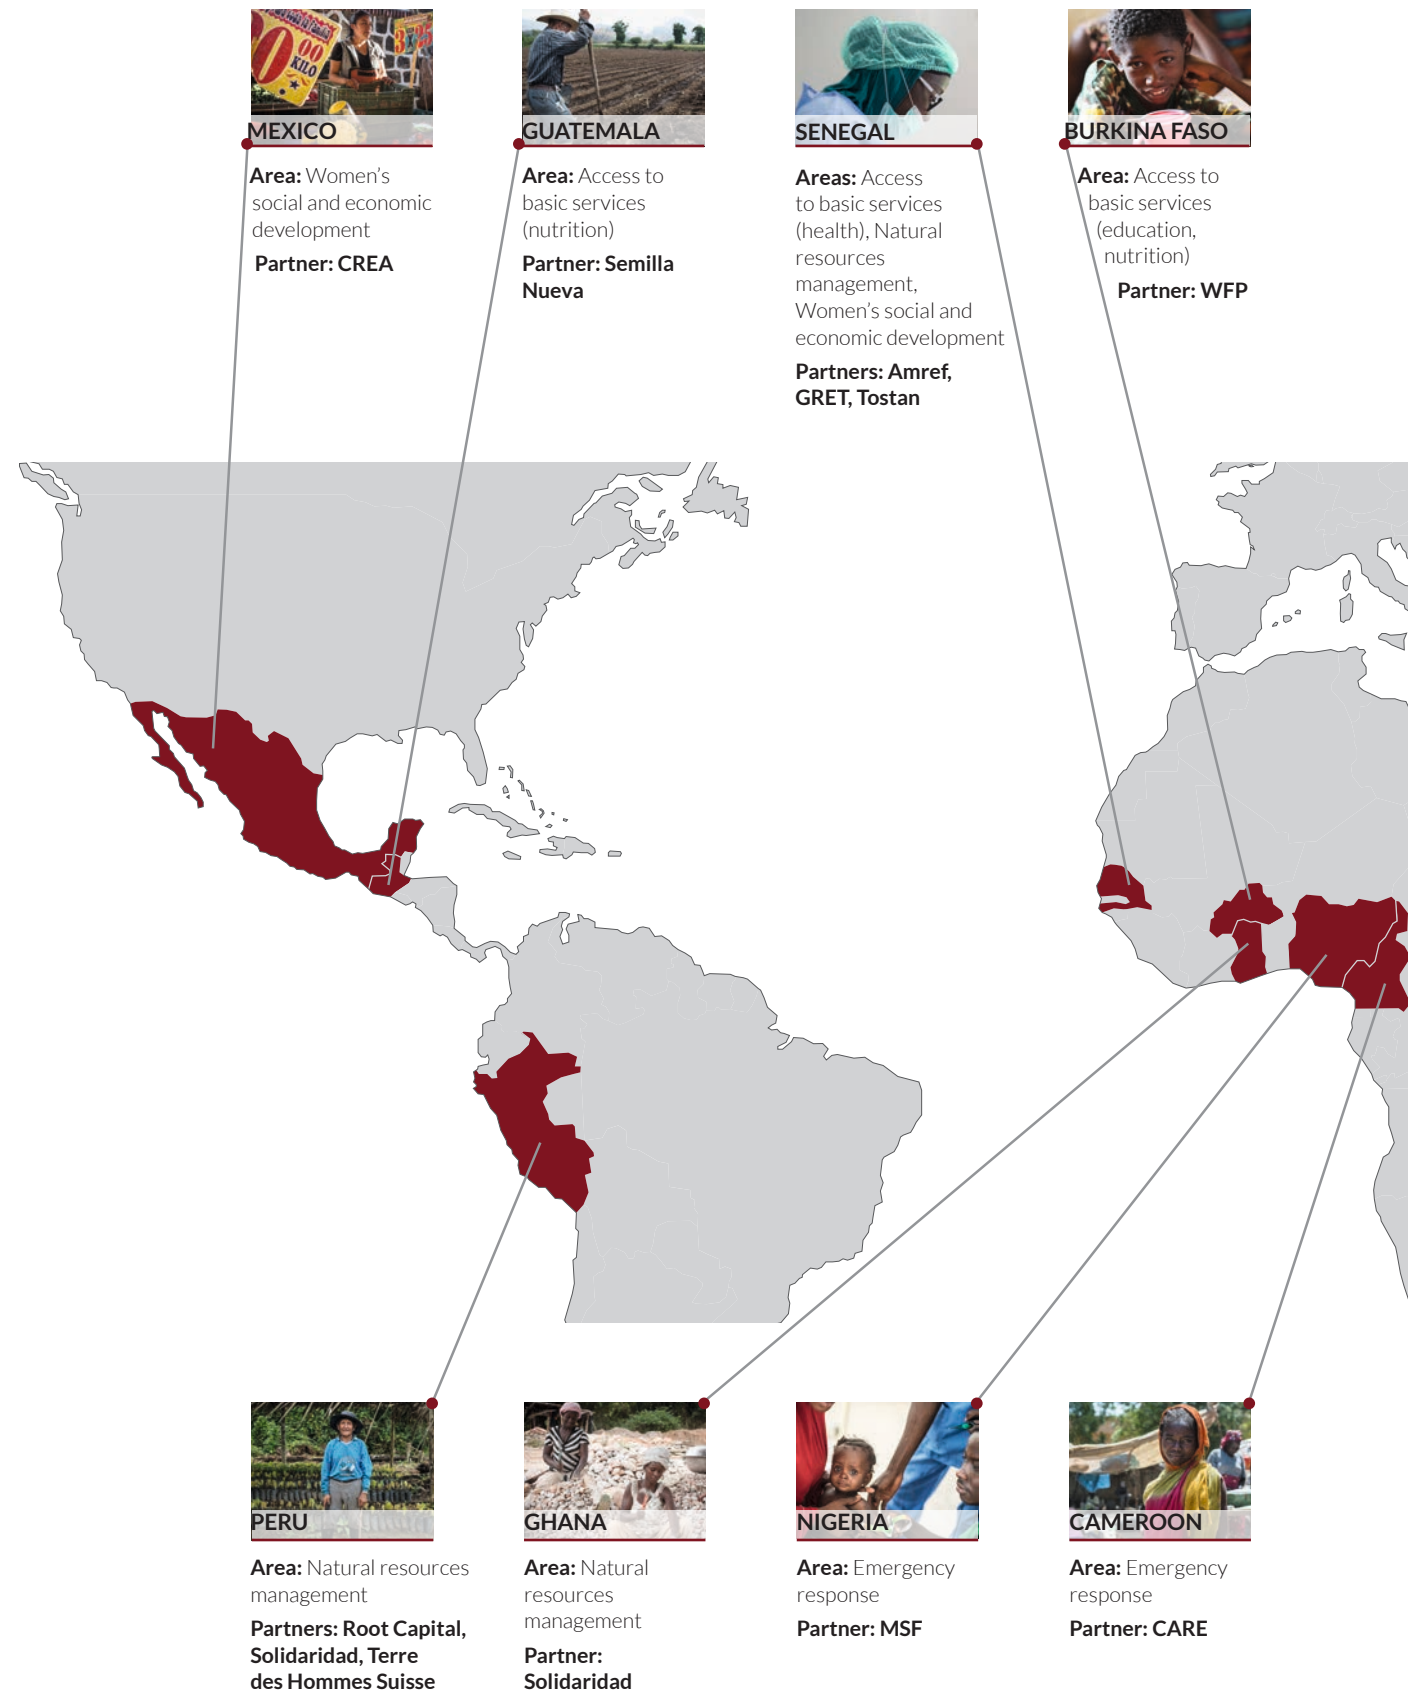 00
0
KILO
MEXICO
Area: Women's
social and economic
development
Partner: CREA
GUATEMALA
Area: Access to
basic services
(nutrition)
Partner: Semilla
Nueva
SENEGAL
Areas: Access
to basic services
(health), Natural
resources
management,
Women's social and
economic development
Partners: Amref,
GRET, Tostan
BURKINA FASO
Area: Access to
basic services
(education,
nutrition)
Partner: WFP
PERU
Area: Natural resources
management
Partners: Root Capital,
Solidaridad, Terre
des Hommes Suisse
GHANA
Area: Natural
resources
management
Partner:
Solidaridad
NIGERIA
Area: Emergency
response
Partner: MSF
CAMEROON
Area: Emergency
response
Partner: CARE